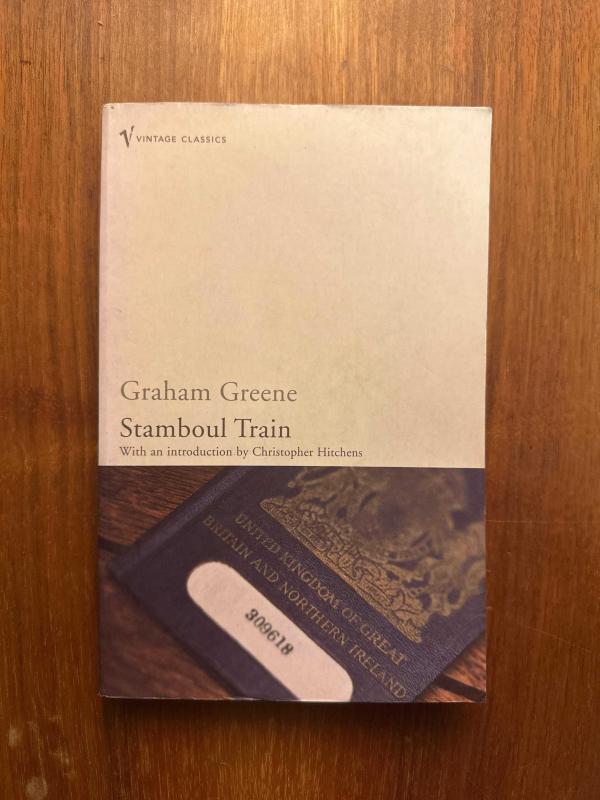 VINTAGE CLASSICS
Graham Greene
Stamboul Train
With an introduction by Christopher Hitchens
UNITED KINGDOM OF GREAT
BRITAIN AND NORTHERN IRELAND
309618